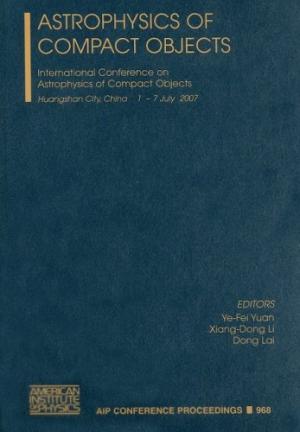 ASTROPHYSICS OF
COMPACT OBJECTS
International Conference on
Astrophysics of Compact Objects
Huangshan City, China 1 – 7 July 2007
EDITORS
Ye-Fei Yuan
Xiang-Dong Li
Dong Lai
AMERICAN
INSTITUTE
OF PHYSICS
AIP CONFERENCE PROCEEDINGS 968